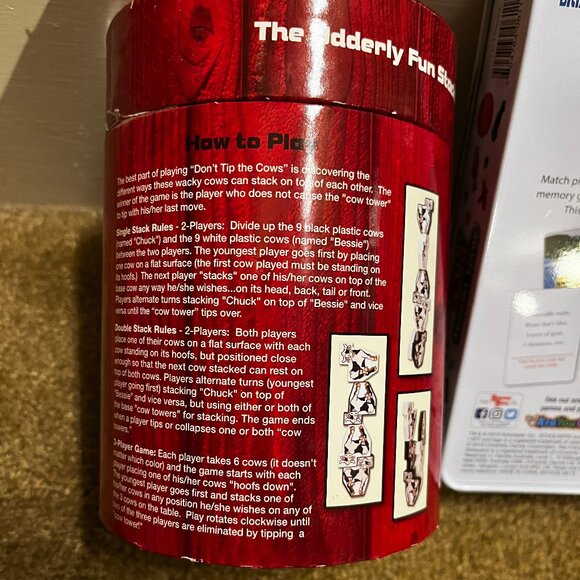 The Udderly Fun Stac
How to Play
The best part of playing "Don't Tip the Cows" is discovering the
different ways these wacky cows can stack on top of each other. The
winner of the game is the player who does not cause the "cow tower"
to tip with his/her last move.
Single Stack Rules - 2-Players: Divide up the 9 black plastic cows
(named "Chuck") and the 9 white plastic cows (named "Bessie")
between the two players. The youngest player goes first by placing
one cow on a flat surface (the first cow played must be standing on
its hoofs.) The next player "stacks" one of his/her cows on top of the
base cow any way he/she wishes...on its head, back, tail or front.
Players alternate turns stacking "Chuck" on top of "Bessie" and vice
versa until the "cow tower" tips over.
Double Stack Rules - 2-Players: Both players
place one of their cows on a flat surface with each
cow standing on its hoofs, but positioned close
enough so that the next cow stacked can rest on
top of both cows. Players alternate turns (youngest
player going first) stacking "Chuck" on top of
"Bessie" and vice versa, but using either or both of
the base "cow towers" for stacking. The game ends
when a player tips or collapses one or both "cow
towers."
3-Player Game: Each player takes 6 cows (it doesn't
matter which color) and the game starts with each
player placing one of his/her cows "hoofs down".
The youngest player goes first and stacks one of
his/her cows in any position he/she wishes on any of
the 3 cows on the table. Play rotates clockwise until
two of the three players are eliminated by tipping a
"cow tower!"
Match p
memory g
Thi
See our
games and